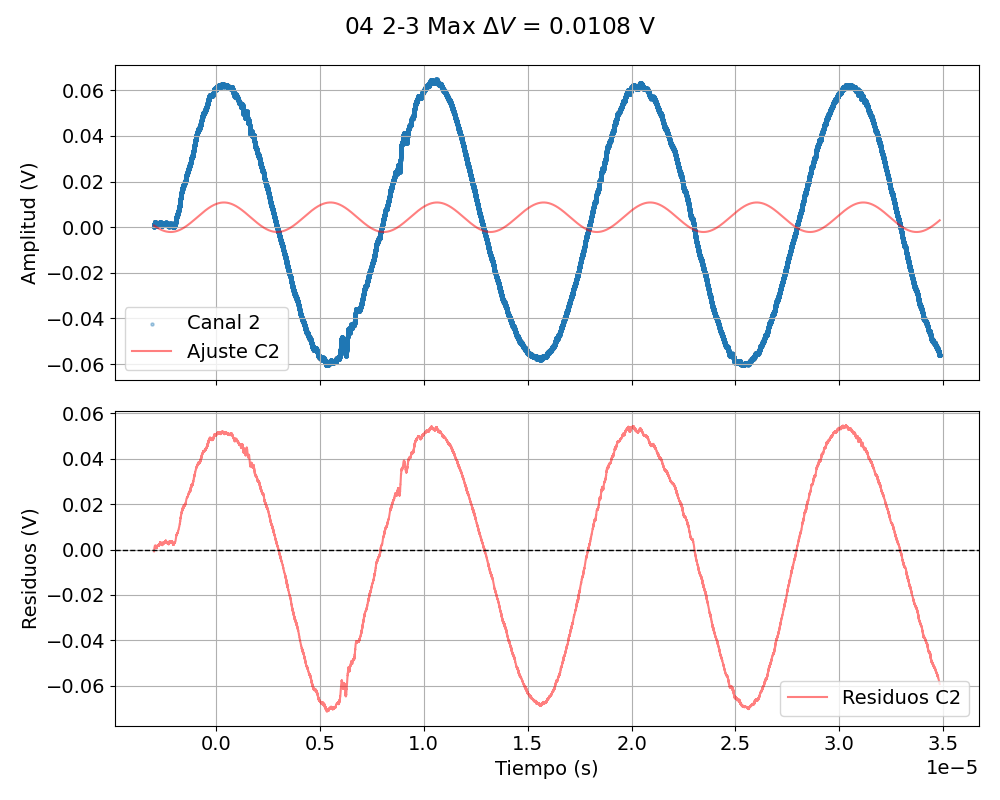 04 2-3 Max ΔV = 0.0108 V
Amplitud (V)
0.06
0.04
0.02
0.00
−0.02
−0.04
−0.06
Canal 2
Ajuste C2
Residuos (V)
0.06
0.04
0.02
0.00
−0.02
−0.04
−0.06
Residuos C2
0.0 0.5 1.0 1.5 2.0 2.5 3.0 3.5
1e−5
Tiempo (s)